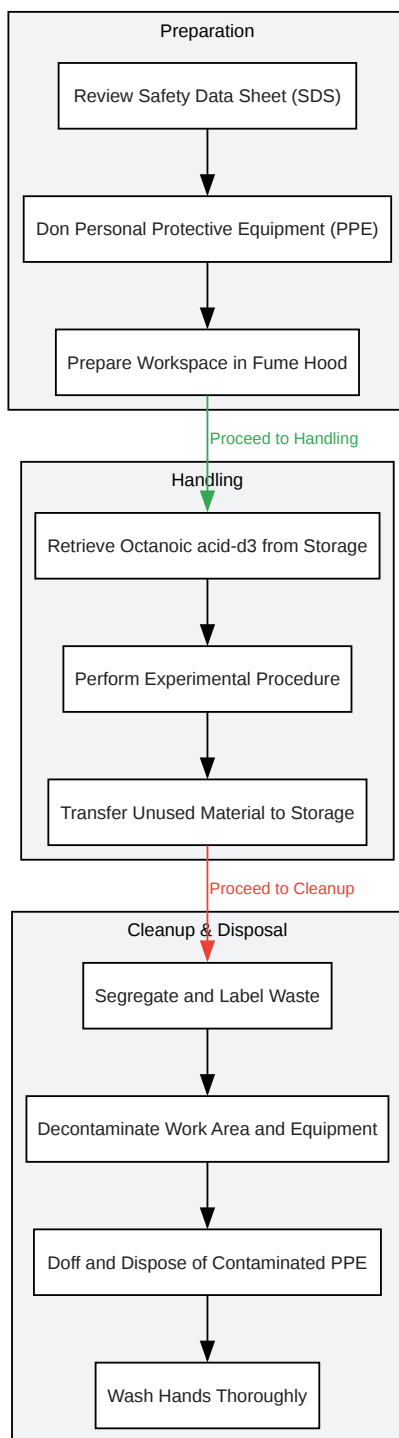 Preparation
Review Safety Data Sheet (SDS)
Don Personal Protective Equipment (PPE)
Prepare Workspace in Fume Hood
Proceed to Handling
Handling
Retrieve Octanoic acid-d3 from Storage
Perform Experimental Procedure
Transfer Unused Material to Storage
Proceed to Cleanup
Cleanup & Disposal
Segregate and Label Waste
Decontaminate Work Area and Equipment
Doff and Dispose of Contaminated PPE
Wash Hands Thoroughly